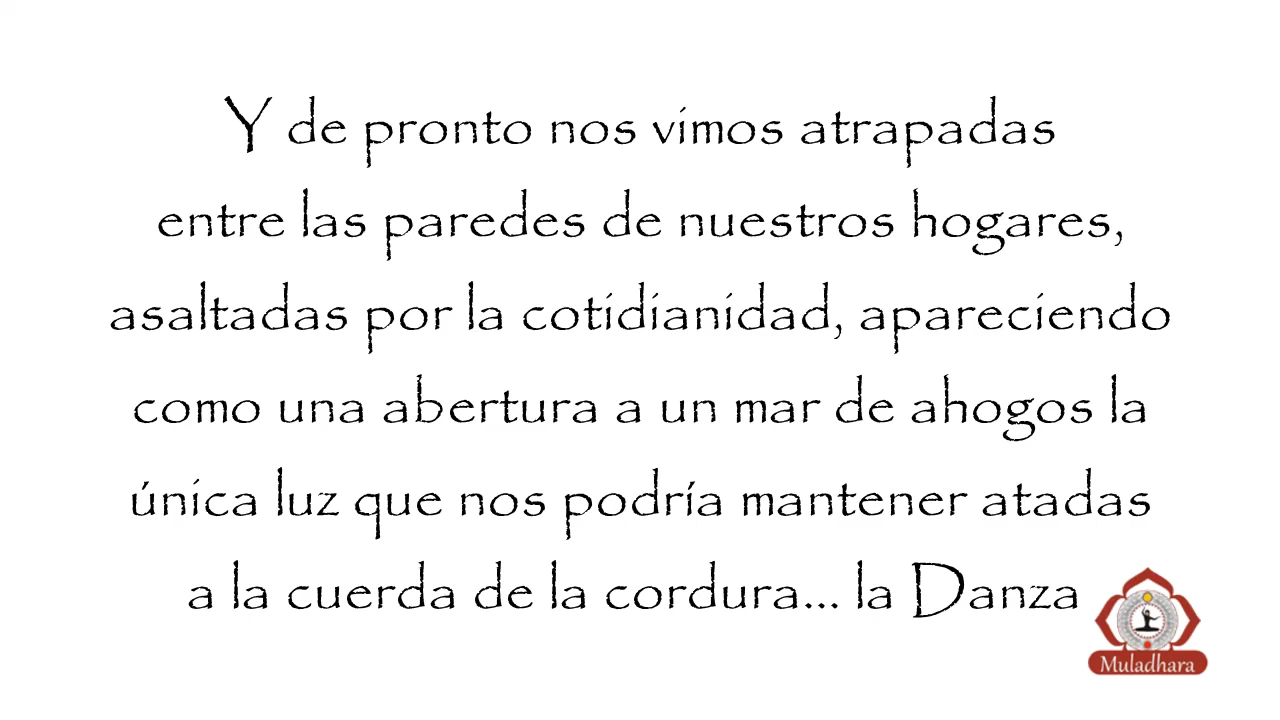 Y de pronto nos vimos atrapadas
entre las paredes de nuestros hogares,
asaltadas por la cotidianidad, apareciendo
como una abertura a un mar de ahogos la
única luz que nos podría mantener atadas
a la cuerda de la cordura... la Danza
Muladhara